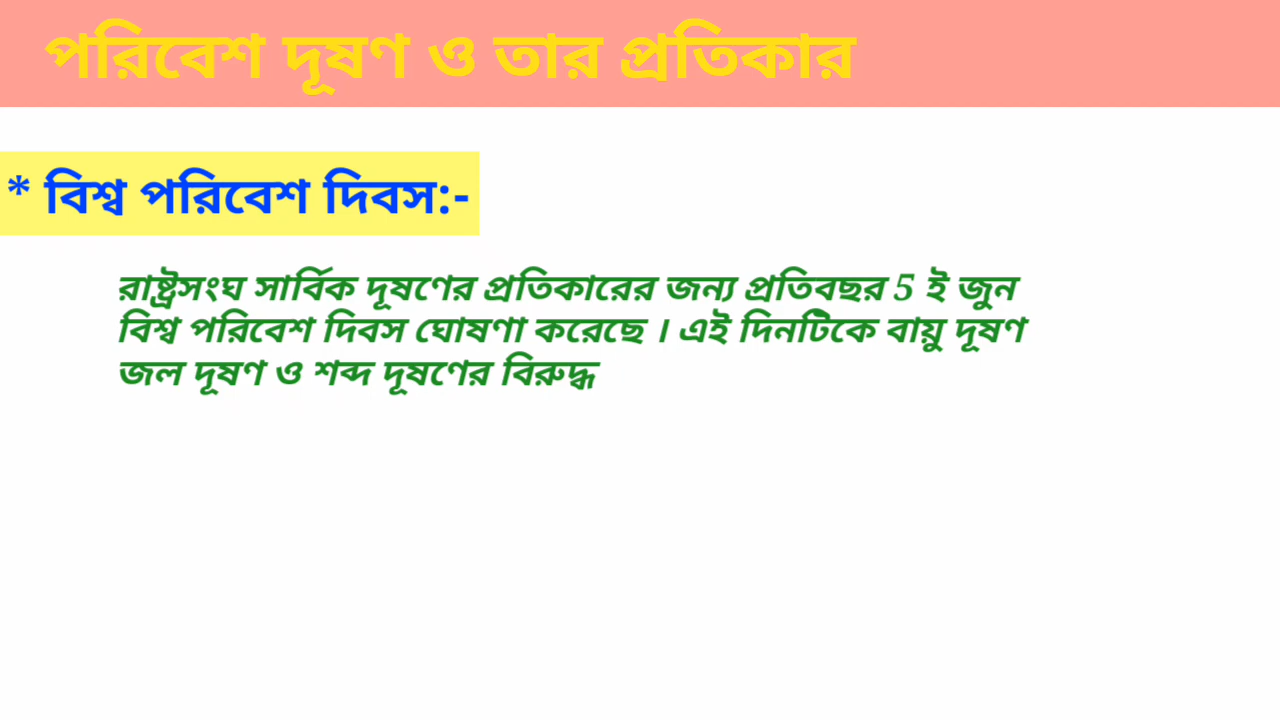 পরিবেশ দূষণ ও তার প্রতিকার
* বিশ্ব পরিবেশ দিবস:-
রাষ্ট্রসংঘ সার্বিক দূষণের প্রতিকারের জন্য প্রতিবছর 5 ই জুন
বিশ্ব পরিবেশ দিবস ঘোষণা করেছে । এই দিনটিকে বায়ু দূষণ
জল দূষণ ও শব্দ দূষণের বিরুদ্ধ